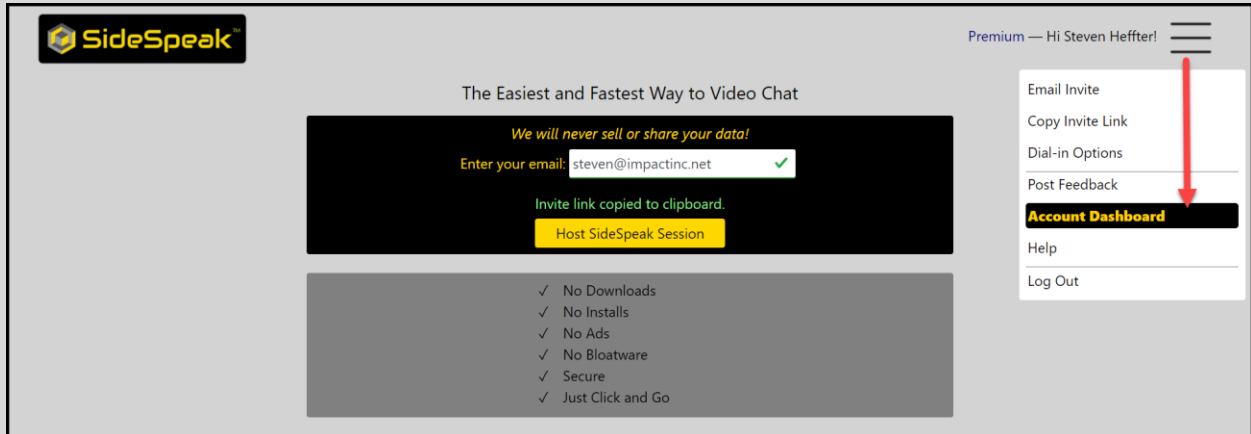 SideSpeak™
Premium — Hi Steven Heffter!
The Easiest and Fastest Way to Video Chat
We will never sell or share your data!
Enter your email: steven@impactinc.net
Invite link copied to clipboard.
Host SideSpeak Session
✓ No Downloads
✓ No Installs
✓ No Ads
✓ No Bloatware
✓ Secure
✓ Just Click and Go
Email Invite
Copy Invite Link
Dial-in Options
Post Feedback
Account Dashboard
Help
Log Out